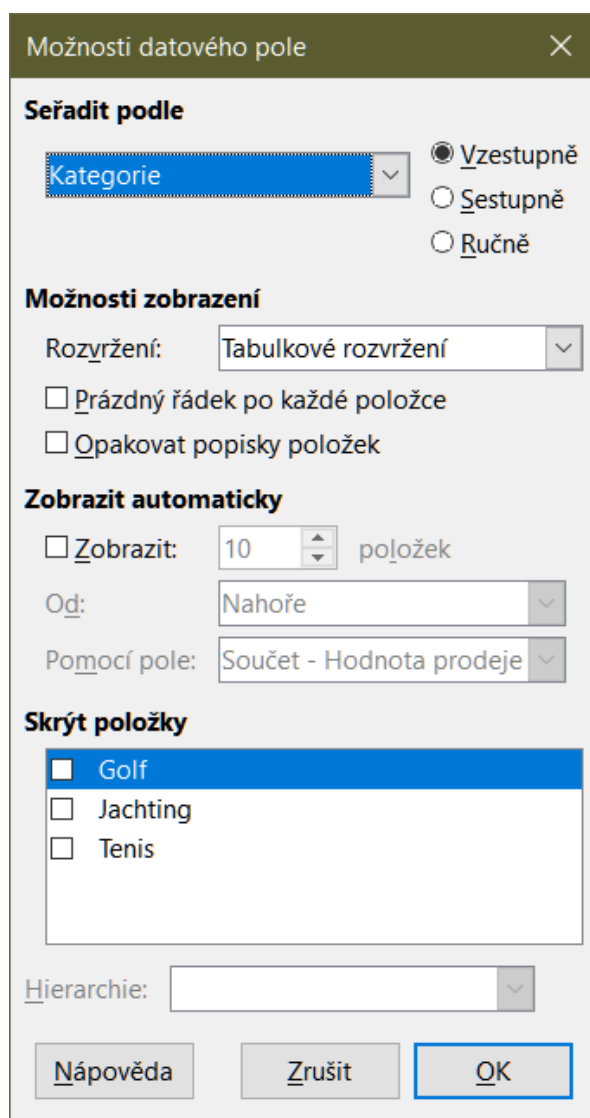 Možnosti datového pole
Seřadit podle
Kategorie
Vzestupně
Sestupně
Ručně
Možnosti zobrazení
Rozvržení: Tabulkové rozvržení
Prázdný řádek po každé položce
Opakovat popisky položek
Zobrazit automaticky
Zobrazit: 10 položek
Od: Nahoře
Pomocí pole: Součet - Hodnota prodeje
Skrýt položky
Golf
Jachting
Tenis
Hierarchie:
Nápověda Zrušit OK